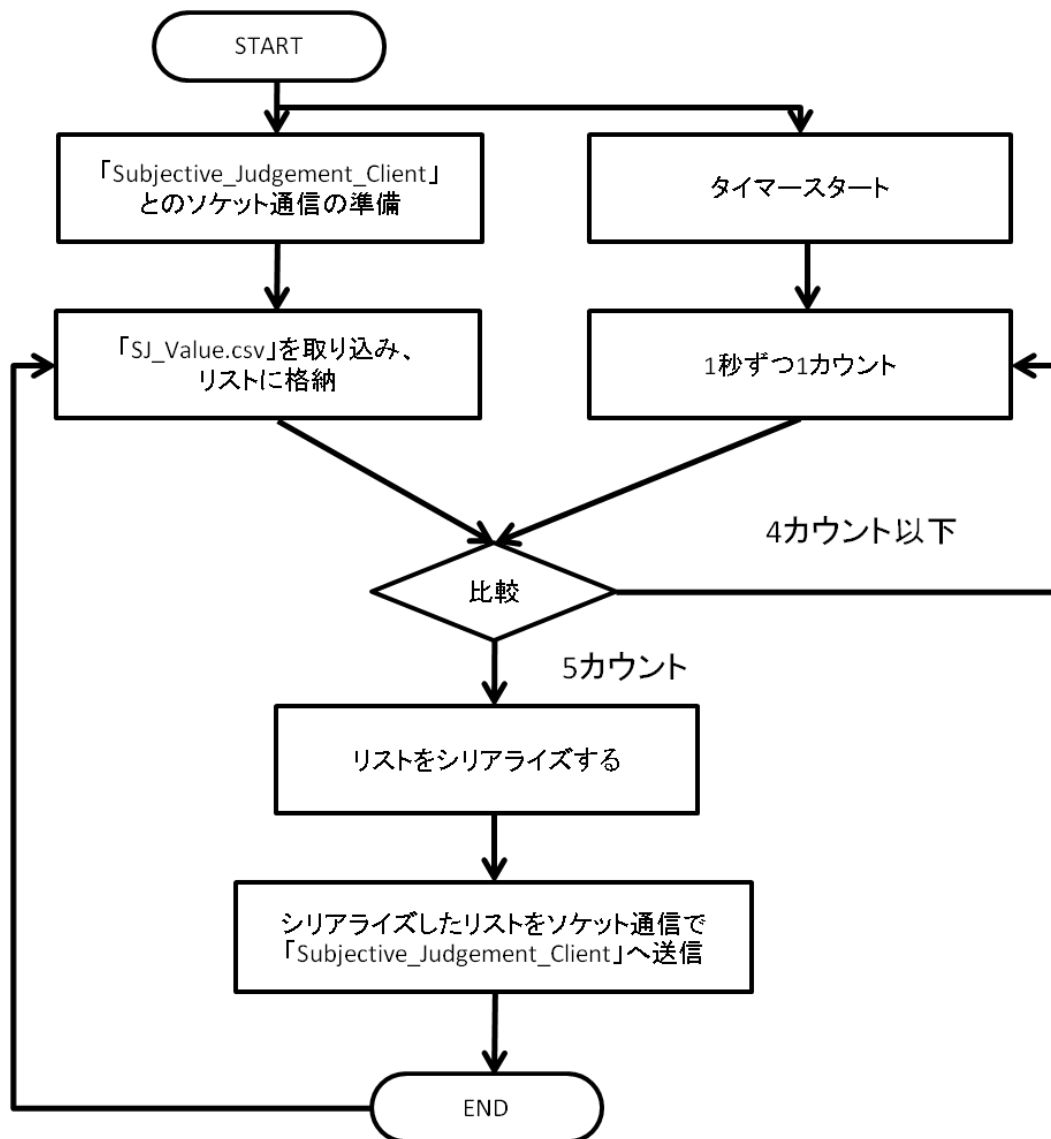 START
「Subjective_Judgement_Client」
とのソケット通信の準備
タイマースタート
「SJ_Value.csv」を取り込み、
リストに格納
1秒ずつ1カウント
4カウント以下
比較
5カウント
リストをシリアライズする
シリアライズしたリストをソケット通信で
「Subjective_Judgement_Client」へ送信
END